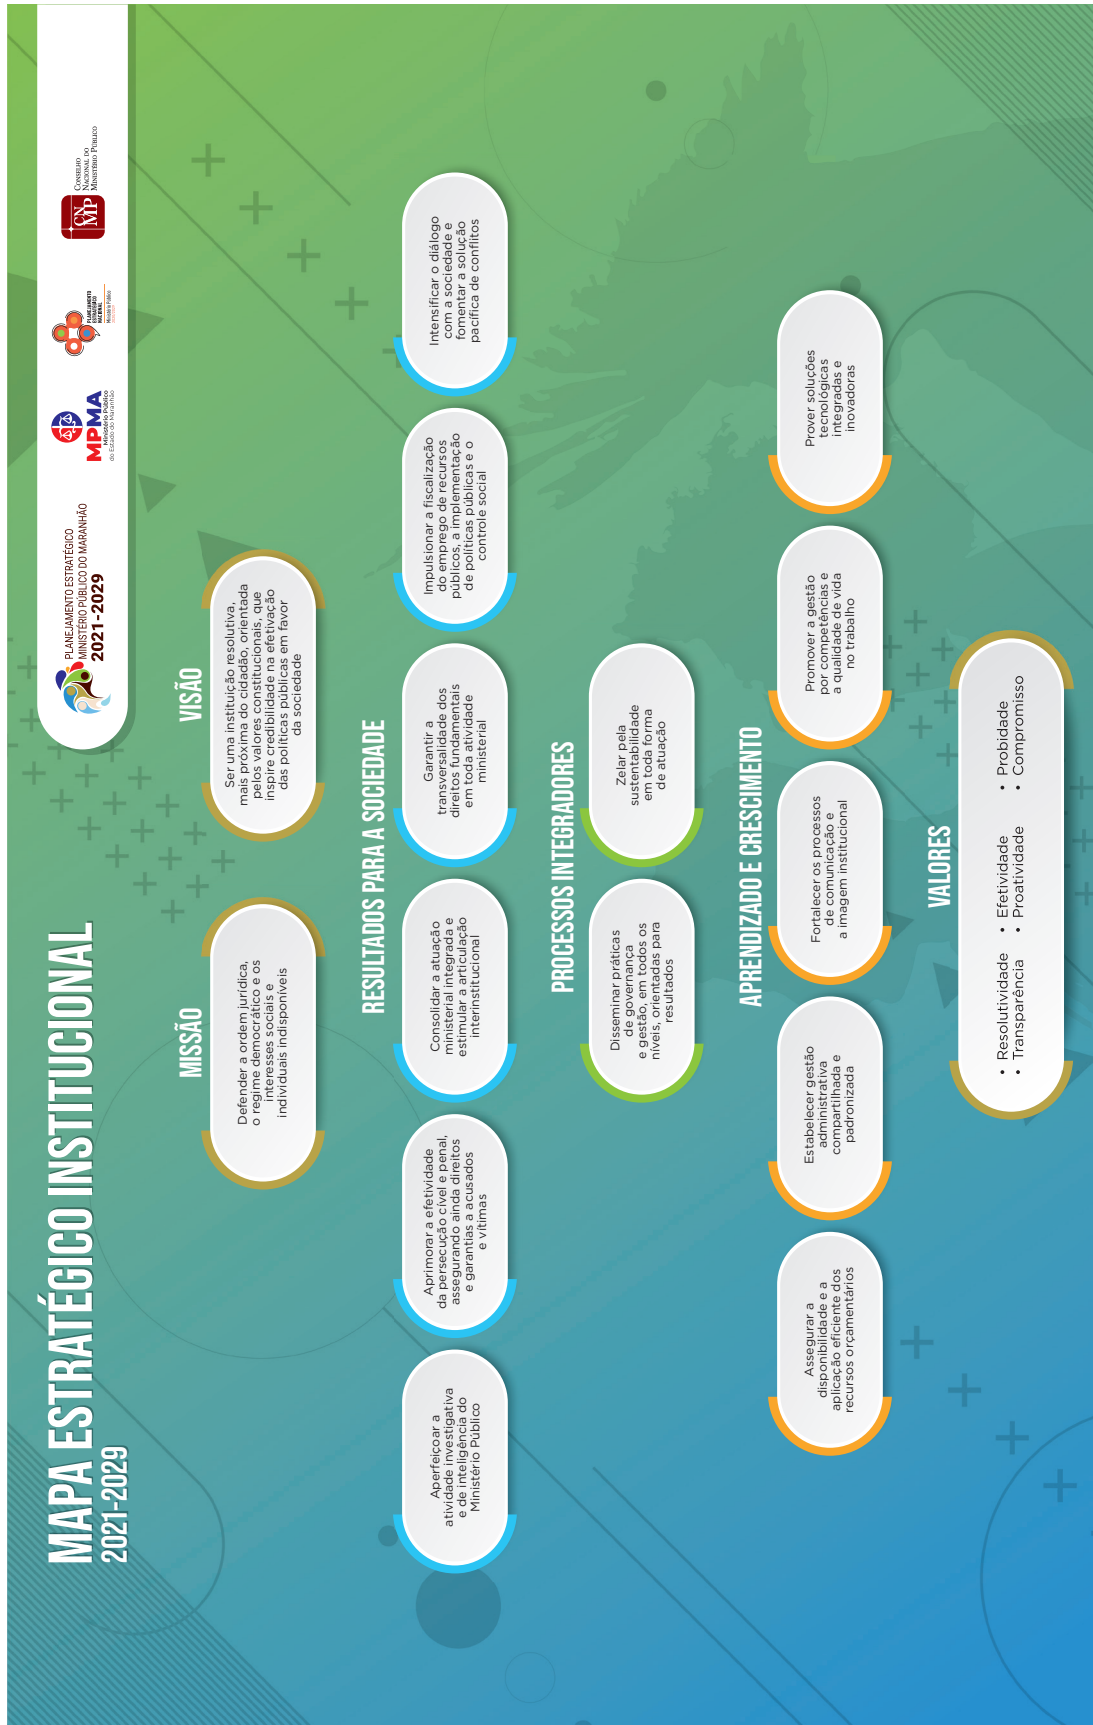 MAPA ESTRATÉGICO INSTITUCIONAL
2021-2029
PLANEJAMENTO ESTRATÉGICO
MINISTÉRIO PÚBLICO DO MARANHÃO
2021-2029
MPMA
Ministério Público
do Estado do Maranhão
PLANEJAMENTO
ESTRATÉGICO
NACIONAL
Ministério Público
CN
MP
CONSELHO
NACIONAL DO
MINISTÉRIO PÚBLICO
MISSÃO
Defender a ordem jurídica,
o regime democrático e os
interesses sociais e
individuais indisponíveis
VISÃO
Ser uma instituição resolutiva,
mais próxima do cidadão, orientada
pelos valores constitucionais, que
inspire credibilidade na efetivação
das políticas públicas em favor
da sociedade
RESULTADOS PARA A SOCIEDADE
Aperfeiçoar a
atividade investigativa
e de inteligência do
Ministério Público
Aprimorar a efetividade
da persecução cível e penal,
assegurando ainda direitos
e garantias a acusados
e vítimas
Consolidar a atuação
ministerial integrada e
estimular a articulação
interinstitucional
Garantir a
transversalidade dos
direitos fundamentais
em toda atividade
ministerial
Impulsionar a fiscalização
do emprego de recursos
públicos, a implementação
de políticas públicas e o
controle social
Intensificar o diálogo
com a sociedade e
fomentar a solução
pacífica de conflitos
PROCESSOS INTEGRADORES
Disseminar práticas
de governança
e gestão, em todos os
níveis, orientadas para
resultados
Zelar pela
sustentabilidade
em toda forma
de atuação
APRENDIZADO E CRESCIMENTO
Assegurar a
disponibilidade e a
aplicação eficiente dos
recursos orçamentários
Estabelecer gestão
administrativa
compartilhada e
padronizada
Fortalecer os processos
de comunicação e
a imagem institucional
Promover a gestão
por competências e
a qualidade de vida
no trabalho
Prover soluções
tecnológicas
integradas e
inovadoras
VALORES
• Resolutividade • Efetividade • Probidade
• Transparência • Proatividade • Compromisso